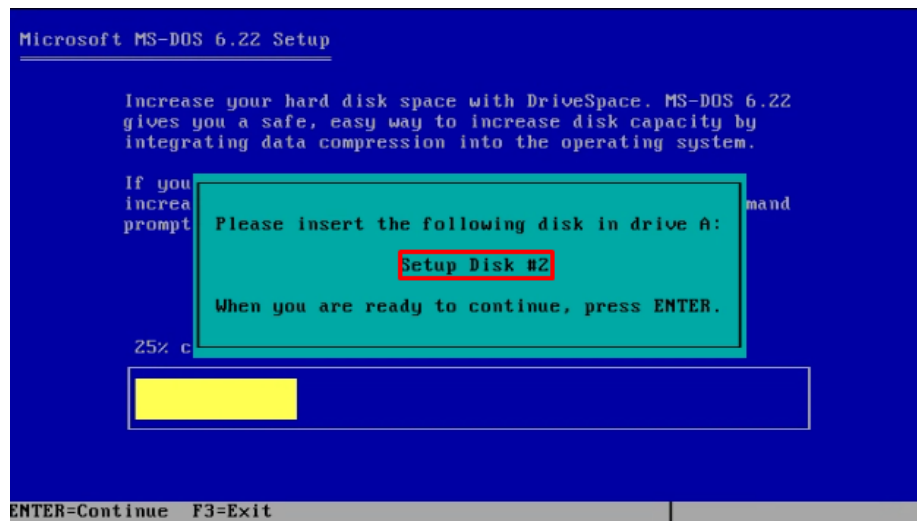 Microsoft MS-DOS 6.22 Setup
Increase your hard disk space with DriveSpace. MS-DOS 6.22
gives you a safe, easy way to increase disk capacity by
integrating data compression into the operating system.
If you
increa mand
prompt
Please insert the following disk in drive A:
Setup Disk #2
When you are ready to continue, press ENTER.
25% c
ENTER=Continue F3=Exit